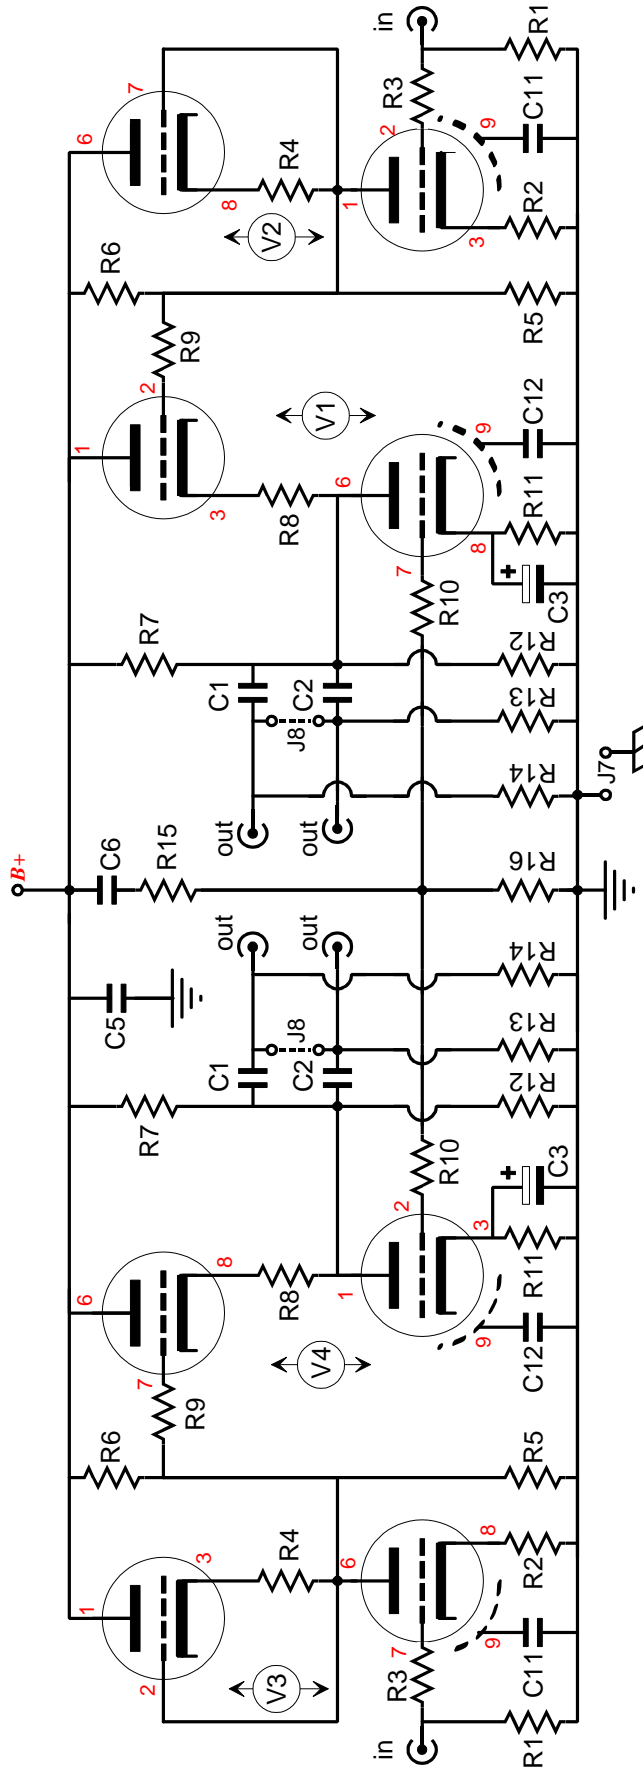 B+
1
6
1
6
R6
C5
C6
R6
2
7
R7
R15
R7
2
7
3
R9
8
3
R9
8
C1
out
out
C1
V3
V4
V1
V2
R4
R8
J8
C2
out
out
J8
C2
R8
R4
6
1
6
1
in
R3
7
2
R10
R10
7
2
R3
in
9
8
9
3
+
+
8
9
3
9
R1
C11
R2
R5
C12
R11
C3
R12
R13
R14
R16
R14
R13
R12
C3
R11
C12
R5
R2
C11
R1
J7